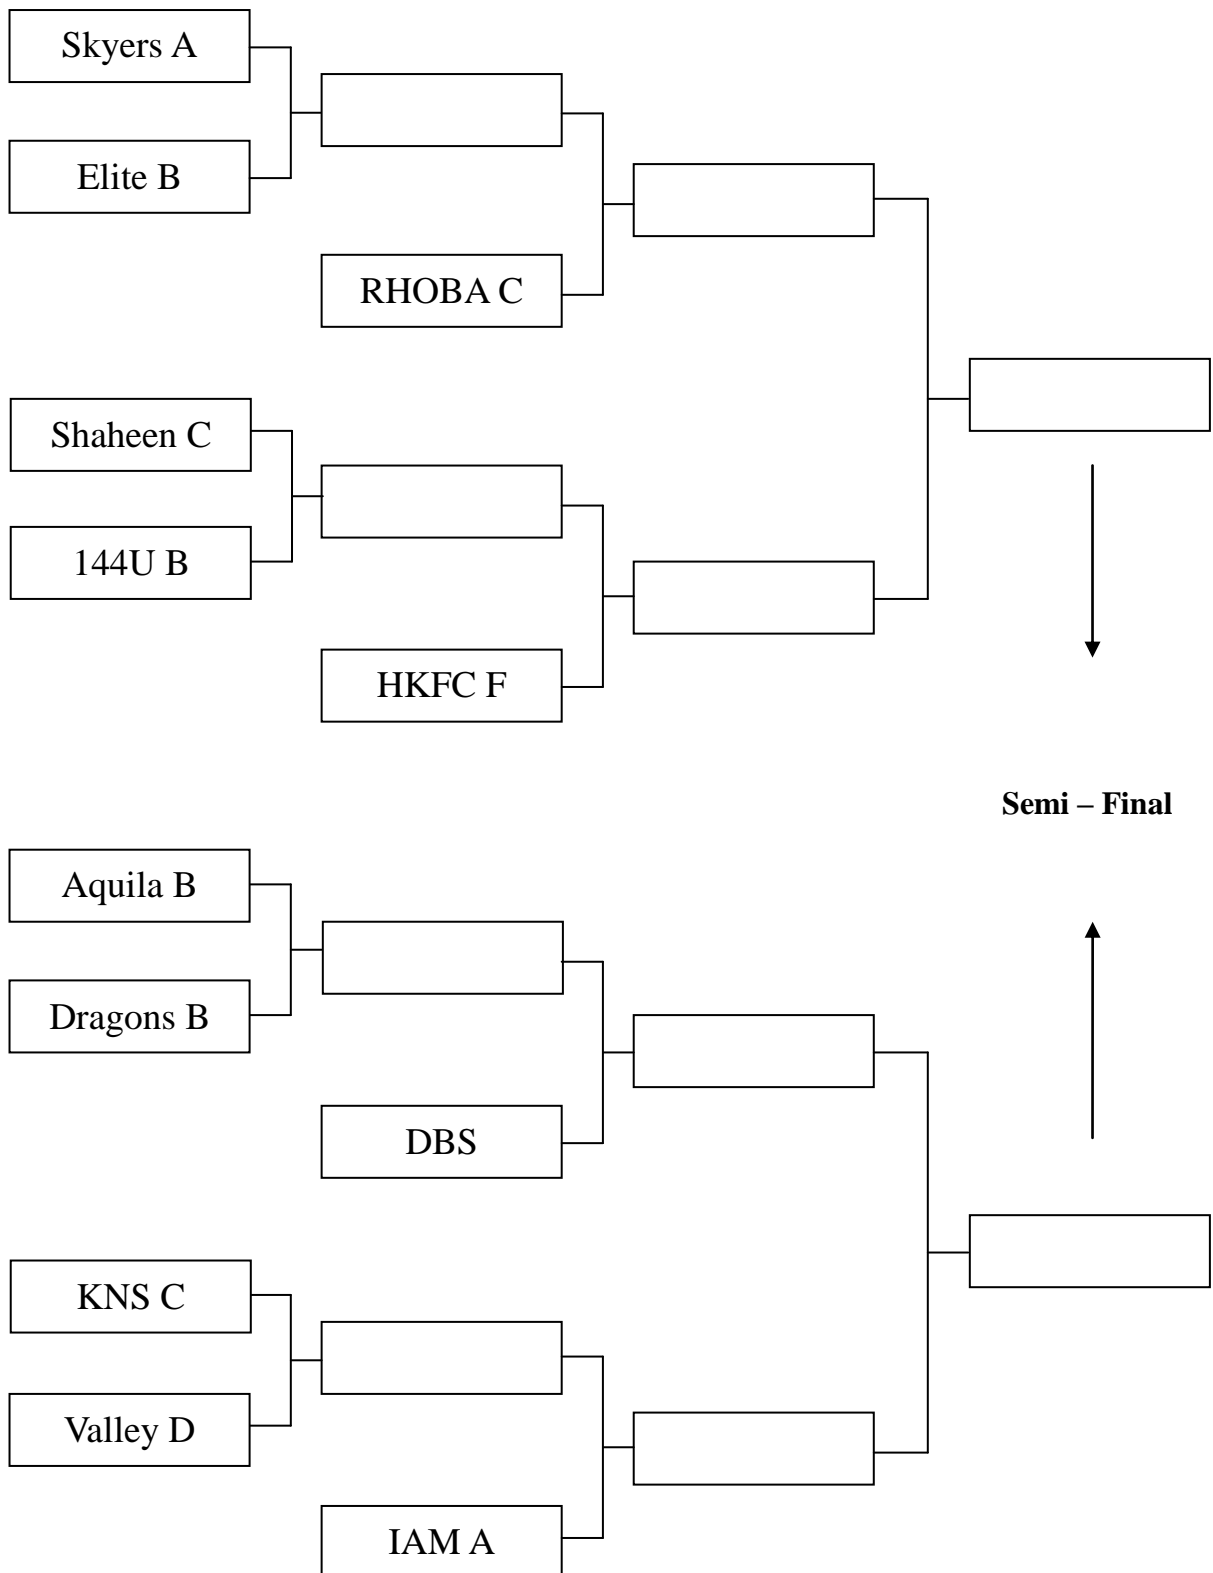 Skyers A
Elite B
RHOBA C
Shaheen C
144U B
HKFC F
Semi – Final
Aquila B
Dragons B
DBS
KNS C
Valley D
IAM A